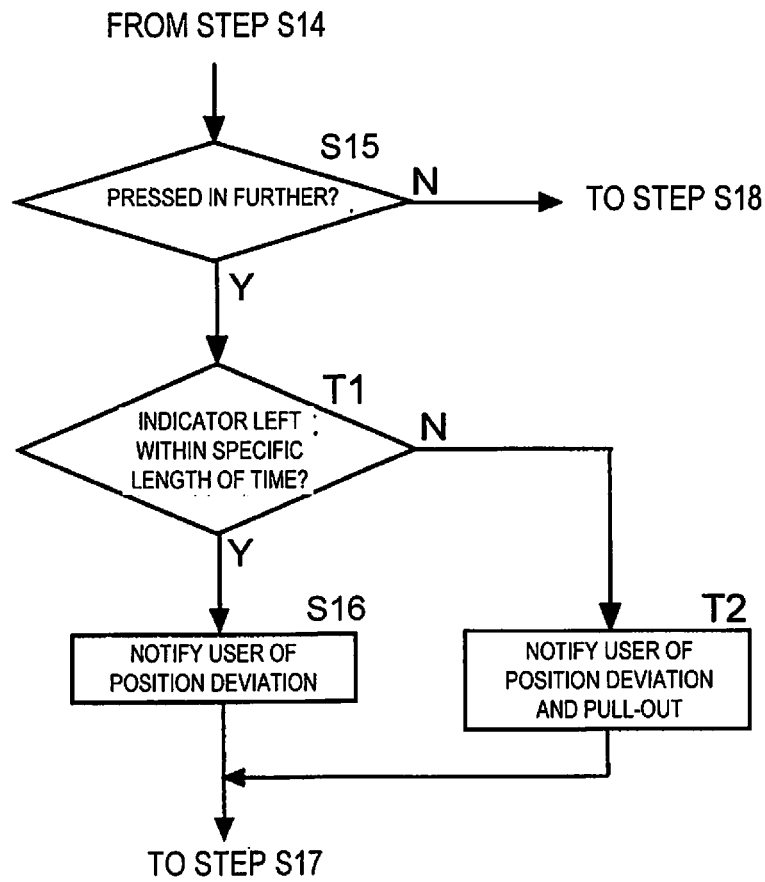 FROM STEP S14
S15
PRESSED IN FURTHER?
N
TO STEP S18
Y
T1
INDICATOR LEFT
WITHIN SPECIFIC
LENGTH OF TIME?
N
Y
S16
NOTIFY USER OF
POSITION DEVIATION
T2
NOTIFY USER OF
POSITION DEVIATION
AND PULL-OUT
TO STEP S17